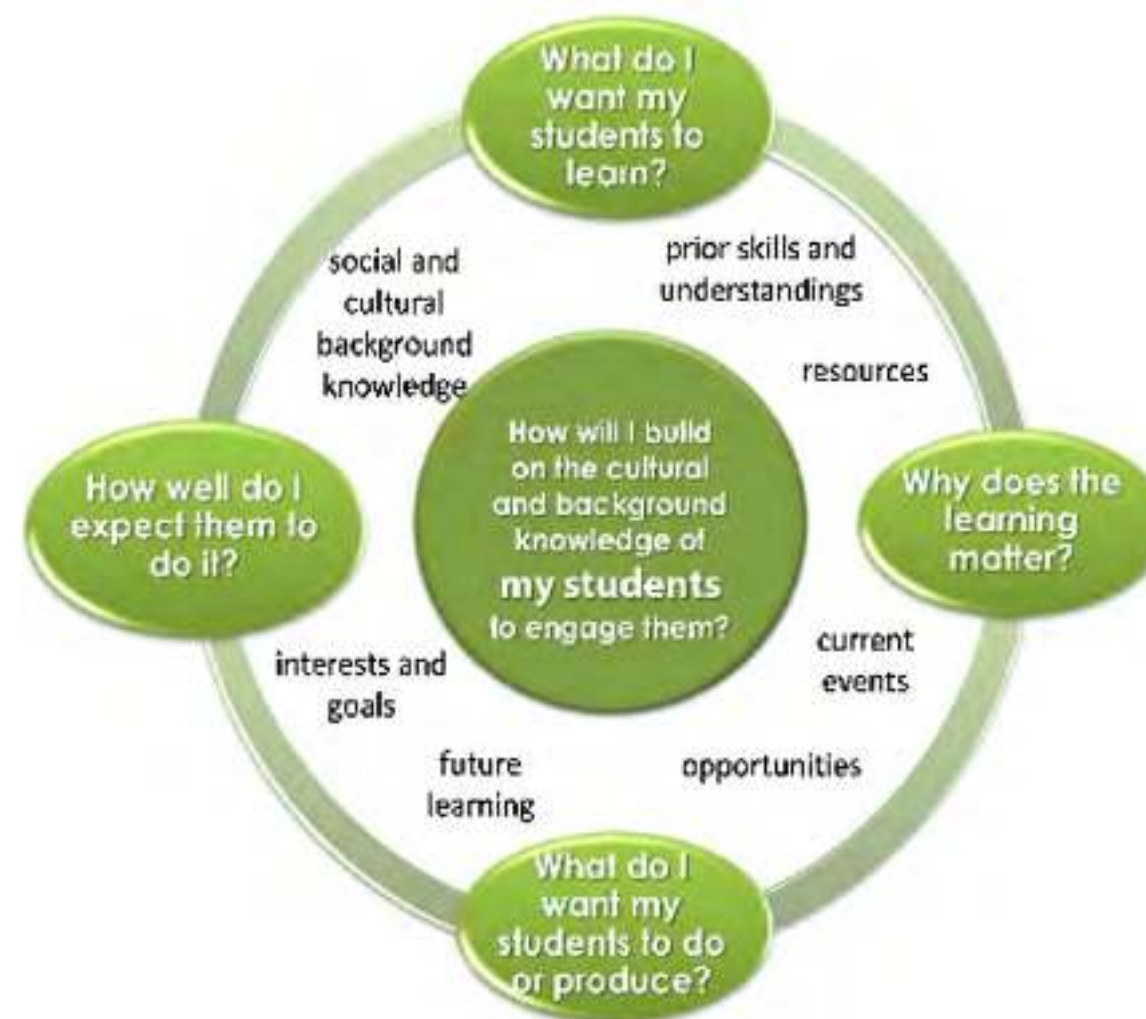 What do I
want my
students to
learn?
social and
cultural
background
knowledge
prior skills and
understandings
resources
How will I build
on the cultural
and background
knowledge of
my students
to engage them?
How well do I
expect them to
do it?
Why does the
learning
matter?
interests and
goals
current
events
future
learning
opportunities
What do I
want my
students to do
or produce?